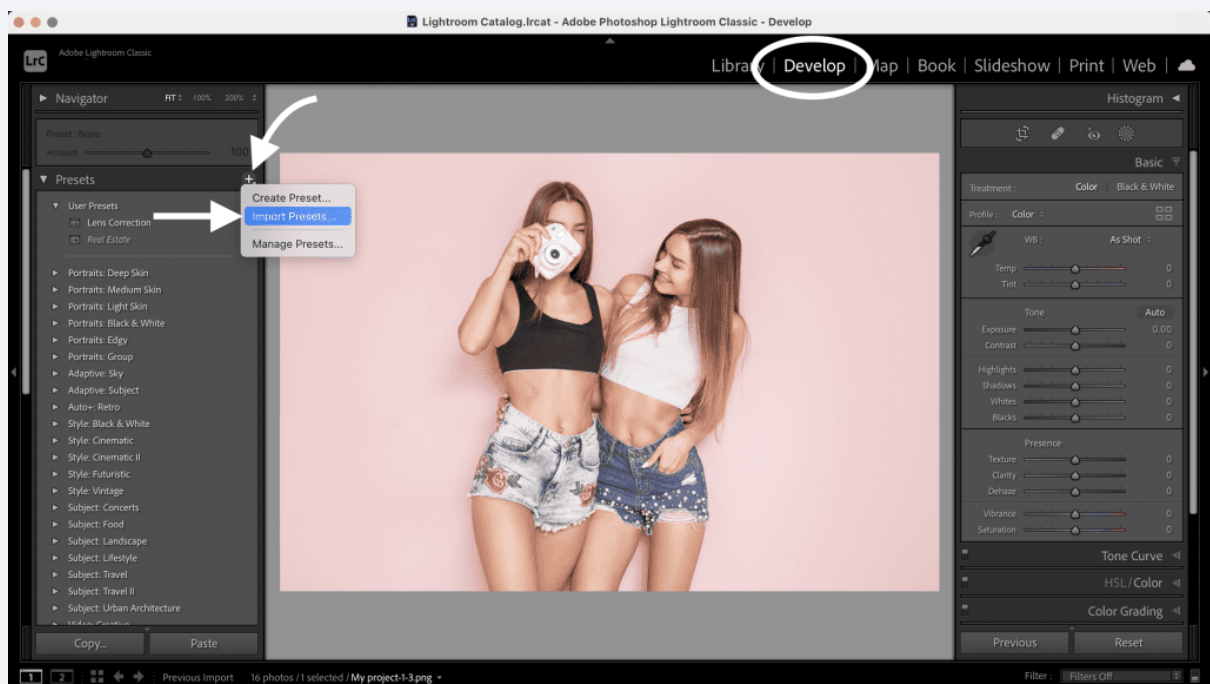 Lightroom Catalog.lrcat - Adobe Photoshop Lightroom Classic - Develop
LrC
Adobe Lightroom Classic
Library | Develop | Map | Book | Slideshow | Print | Web |
Navigator
FIT 100% 200%
Histogram
Preset : None
Amount 100
Basic
Presets
Treatment : Color Black & White
User Presets
Lens Correction
Real Estate
Create Preset...
Import Presets...
Manage Presets...
Profile : Color
WB : As Shot
Temp 0
Tint 0
Portraits: Deep Skin
Portraits: Medium Skin
Portraits: Light Skin
Portraits: Black & White
Portraits: Edgy
Portraits: Group
Adaptive: Sky
Adaptive: Subject
Auto+: Retro
Style: Black & White
Style: Cinematic
Style: Cinematic II
Style: Futuristic
Style: Vintage
Subject: Concerts
Subject: Food
Subject: Landscape
Subject: Lifestyle
Subject: Travel
Subject: Travel II
Subject: Urban Architecture
Video: Creative
Tone Auto
Exposure 0.00
Contrast 0
Highlights 0
Shadows 0
Whites 0
Blacks 0
Presence
Texture 0
Clarity 0
Dehaze 0
Vibrance 0
Saturation 0
Tone Curve
HSL / Color
Color Grading
Copy... Paste
Previous Reset
1 2 Previous Import 16 photos / 1 selected / My project-1-3.png
Filter : Filters Off